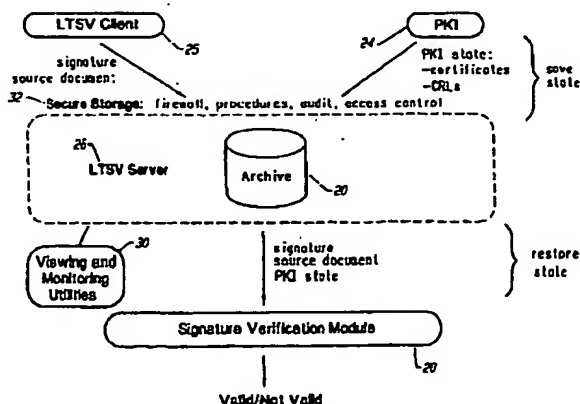 LTSV Client
25
PKI
24
signature
source document:
PKI state:
-certificates
-CRLs
save
state
32
Secure Storage: firewall, procedures, audit, access control
26
LTSV Server
Archive
20
Viewing and
Monitoring
Utilities
30
signature
source document
PKI state
restore
state
Signature Verification Module
20
Valid/Not Valid